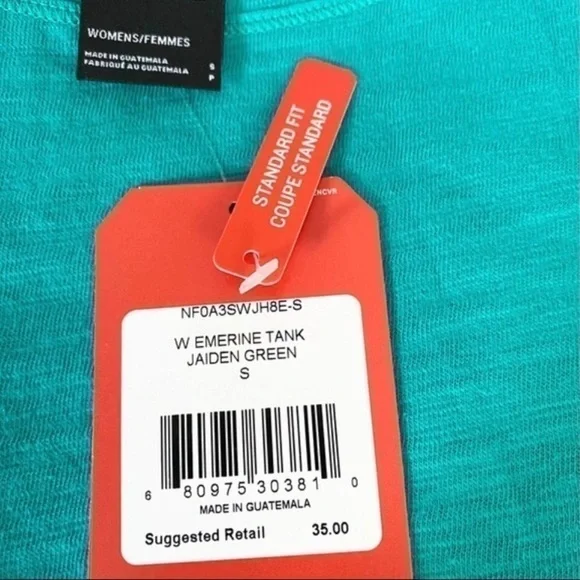 WOMENS/FEMMES
MADE IN GUATEMALA
FABRIQUÉ AU GUATEMALA
S
P
STANDARD FIT
COUPE STANDARD
NF0A3SWJH8E-S
W EMERINE TANK
JAIDEN GREEN
S
6 80975 30381 0
MADE IN GUATEMALA
Suggested Retail 35.00